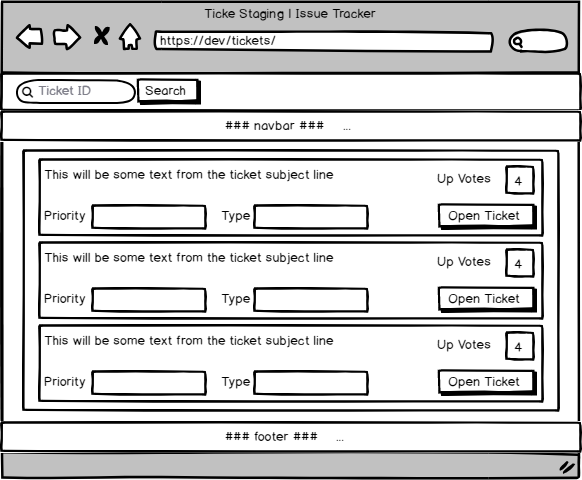 Ticke Staging | Issue Tracker
https://dev/tickets/
Ticket ID
Search
### navbar ### ...
This will be some text from the ticket subject line
Up Votes 4
Priority Type Open Ticket
This will be some text from the ticket subject line
Up Votes 4
Priority Type Open Ticket
This will be some text from the ticket subject line
Up Votes 4
Priority Type Open Ticket
### footer ### ...